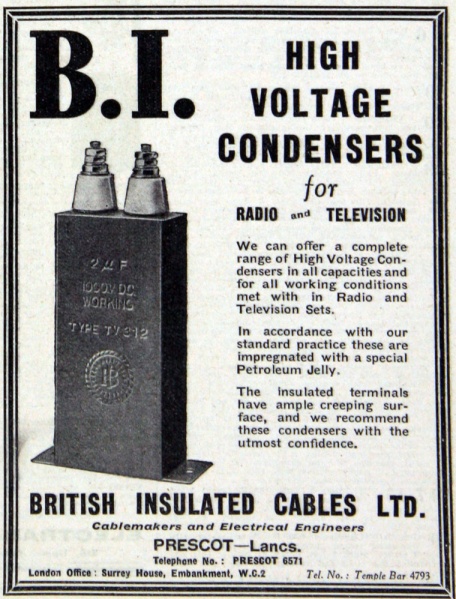 B.I.
HIGH
VOLTAGE
CONDENSERS
for
RADIO and TELEVISION
2 μF
1000V DC
WORKING
TYPE TV 312
We can offer a complete
range of High Voltage Con-
densers in all capacities and
for all working conditions
met with in Radio and
Television Sets.
In accordance with our
standard practice these are
impregnated with a special
Petroleum Jelly.
The insulated terminals
have ample creeping sur-
face, and we recommend
these condensers with the
utmost confidence.
BRITISH INSULATED CABLES LTD.
Cablemakers and Electrical Engineers
PRESCOT—Lancs.
Telephone No.: PRESCOT 6571
London Office: Surrey House, Embankment, W.C.2 Tel. No.: Temple Bar 4793